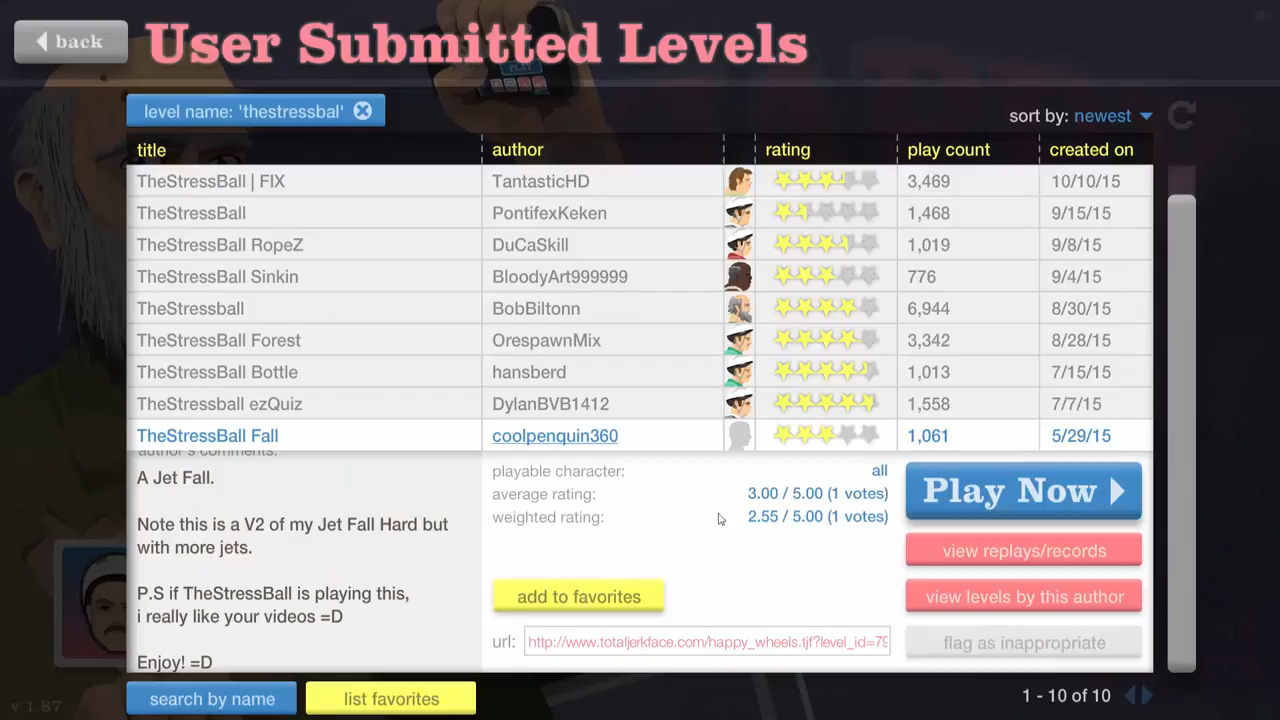 back
User Submitted Levels
level name: 'thestressbal'
sort by: newest
title author rating play count created on
TheStressBall | FIX TantasticHD 3,469 10/10/15
TheStressBall PontifexKeken 1,468 9/15/15
TheStressBall RopeZ DuCaSkill 1,019 9/8/15
TheStressBall Sinkin BloodyArt999999 776 9/4/15
TheStressball BobBiltonn 6,944 8/30/15
TheStressBall Forest OrespawnMix 3,342 8/28/15
TheStressBall Bottle hansberd 1,013 7/15/15
TheStressball ezQuiz DylanBVB1412 1,558 7/7/15
TheStressBall Fall coolpenquin360 1,061 5/29/15
author's comments:
A Jet Fall.
Note this is a V2 of my Jet Fall Hard but
with more jets.
P.S if TheStressBall is playing this,
i really like your videos =D
Enjoy! =D
playable character: all
average rating: 3.00 / 5.00 (1 votes)
weighted rating: 2.55 / 5.00 (1 votes)
add to favorites
url: http://www.totaljerkface.com/happy_wheels.tjf?level_id=79
Play Now
view replays/records
view levels by this author
flag as inappropriate
search by name
list favorites
1 - 10 of 10
v 1.87